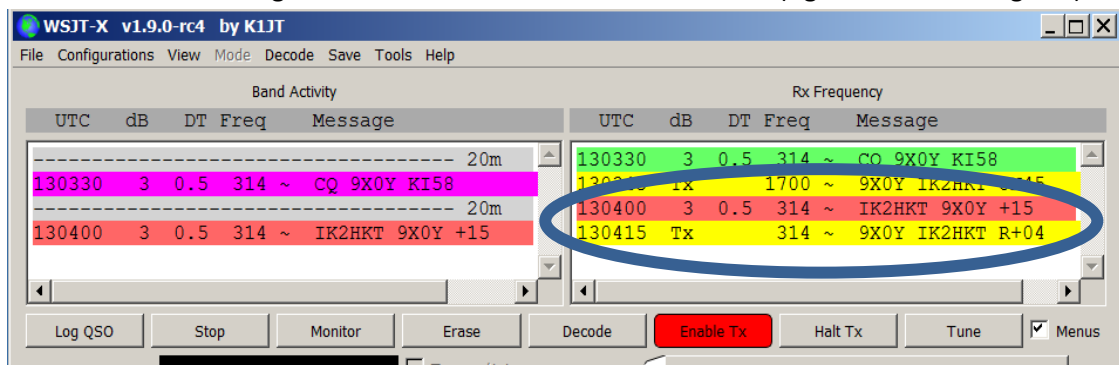 WSJT-X v1.9.0-rc4 by K1JT
File Configurations View Mode Decode Save Tools Help
Band Activity
UTC dB DT Freq Message
------------------------------------------ 20m
130330 3 0.5 314 ~ CQ 9X0Y KI58
------------------------------------------ 20m
130400 3 0.5 314 ~ IK2HKT 9X0Y +15
Rx Frequency
UTC dB DT Freq Message
130330 3 0.5 314 ~ CQ 9X0Y KI58
Tx 1700 ~ 9X0Y IK2HKT
130400 3 0.5 314 ~ IK2HKT 9X0Y +15
130415 Tx 314 ~ 9X0Y IK2HKT R+04
Log QSO Stop Monitor Erase Decode Enable Tx Halt Tx Tune Menus